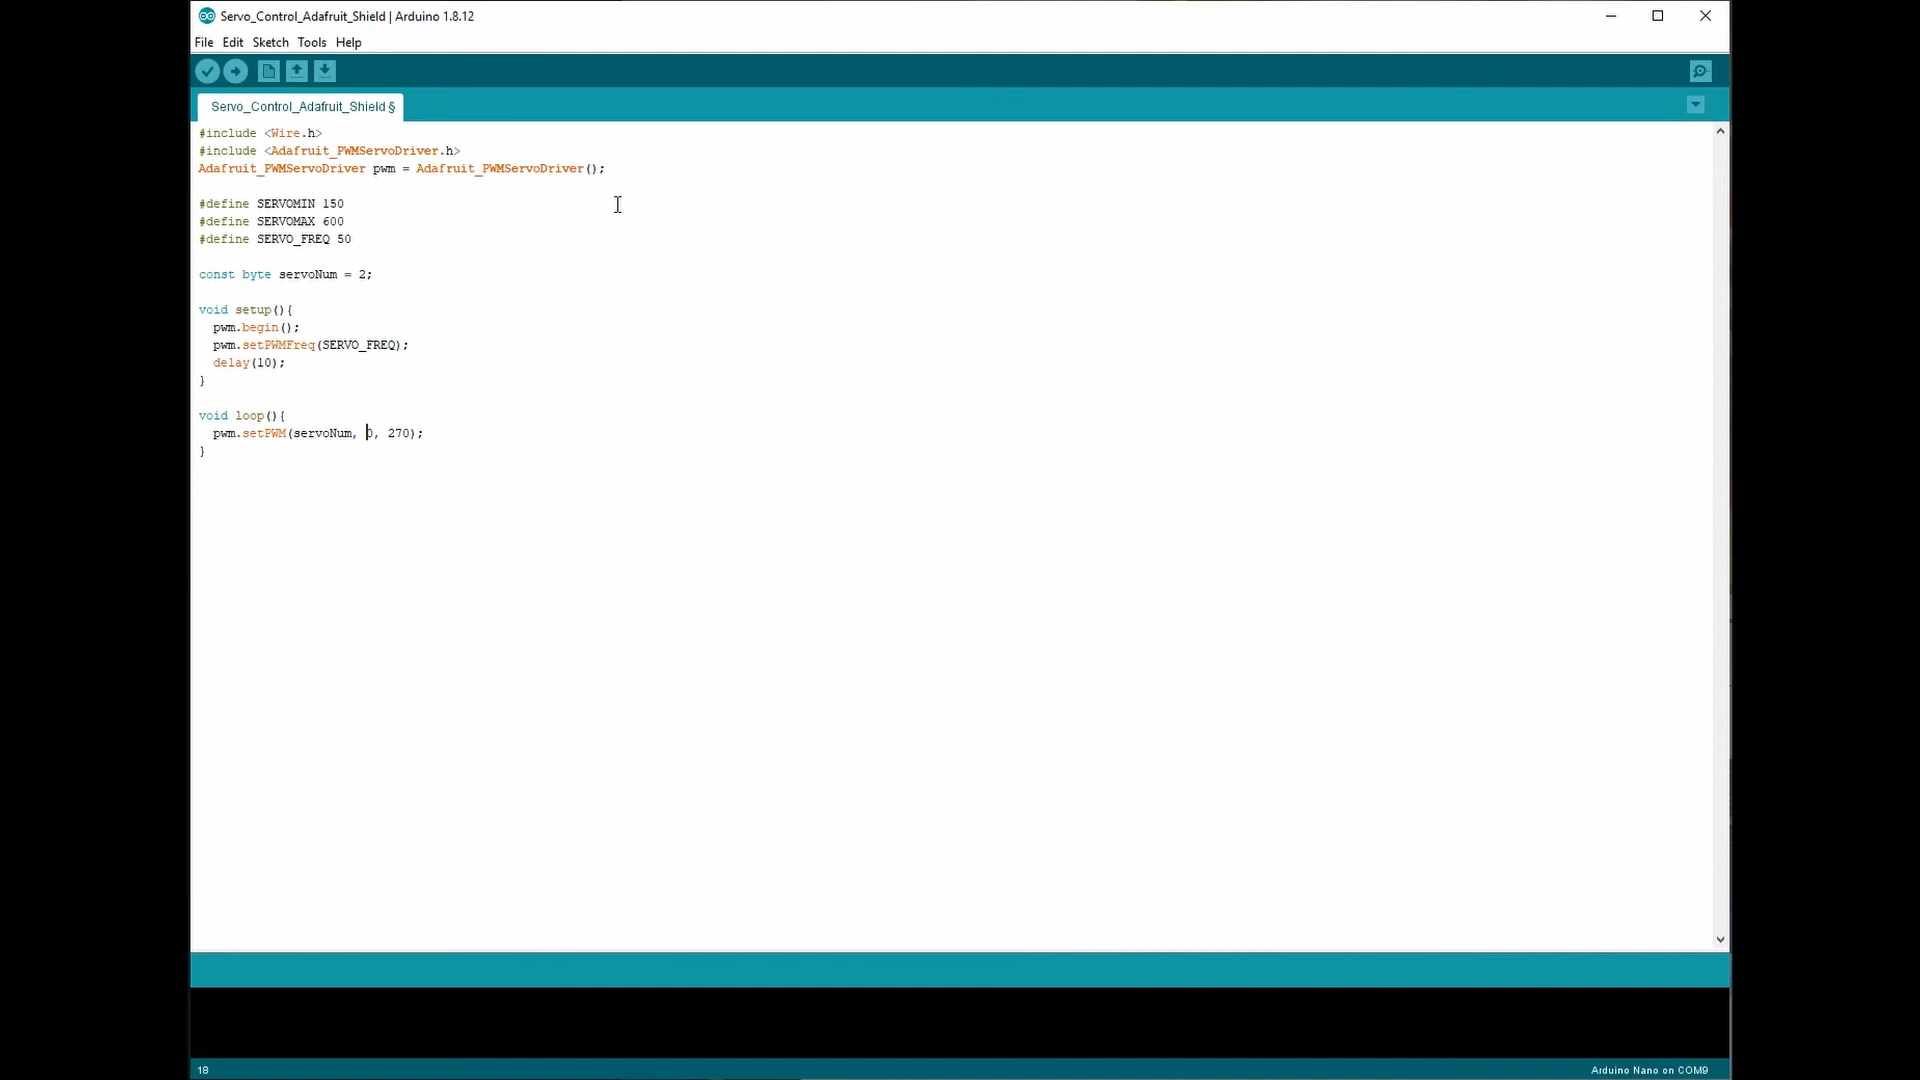 Servo_Control_Adafruit_Shield | Arduino 1.8.12
File Edit Sketch Tools Help
Servo_Control_Adafruit_Shield §
#include <Wire.h>
#include <Adafruit_PWMServoDriver.h>
Adafruit_PWMServoDriver pwm = Adafruit_PWMServoDriver();
#define SERVOMIN 150
#define SERVOMAX 600
#define SERVO_FREQ 50
const byte servoNum = 2;
void setup(){
  pwm.begin();
  pwm.setPWMFreq(SERVO_FREQ);
  delay(10);
}
void loop(){
  pwm.setPWM(servoNum, 0, 270);
}
18
Arduino Nano on COM9